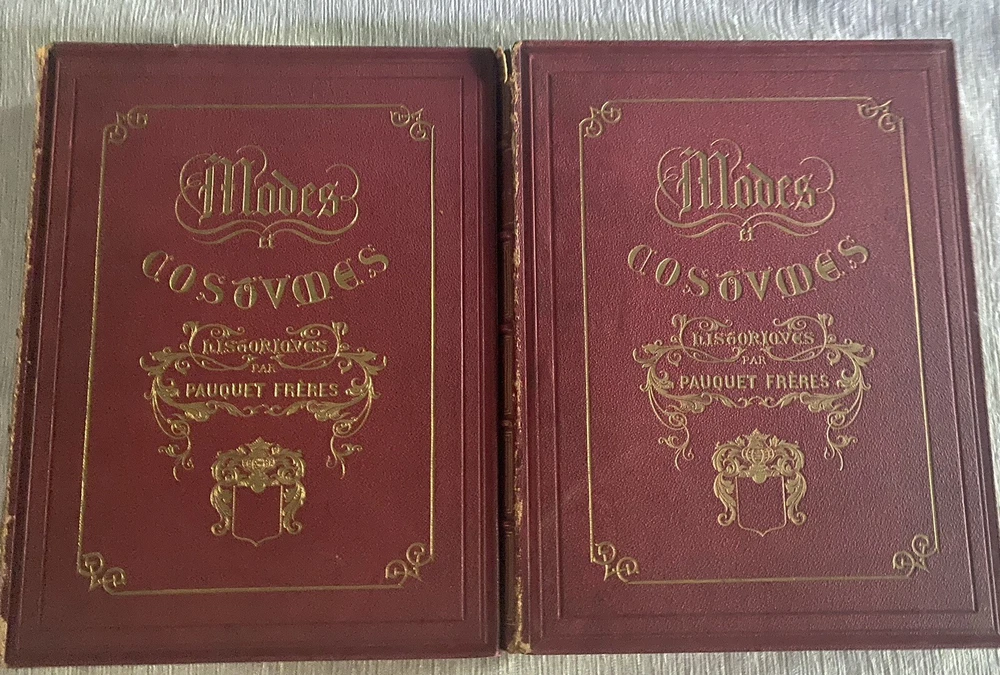 Modes
et
COSTVMES
HISTORIQVES
PAR
PAUQUET FRÈRES
Modes
et
COSTVMES
HISTORIQVES
PAR
PAUQUET FRÈRES